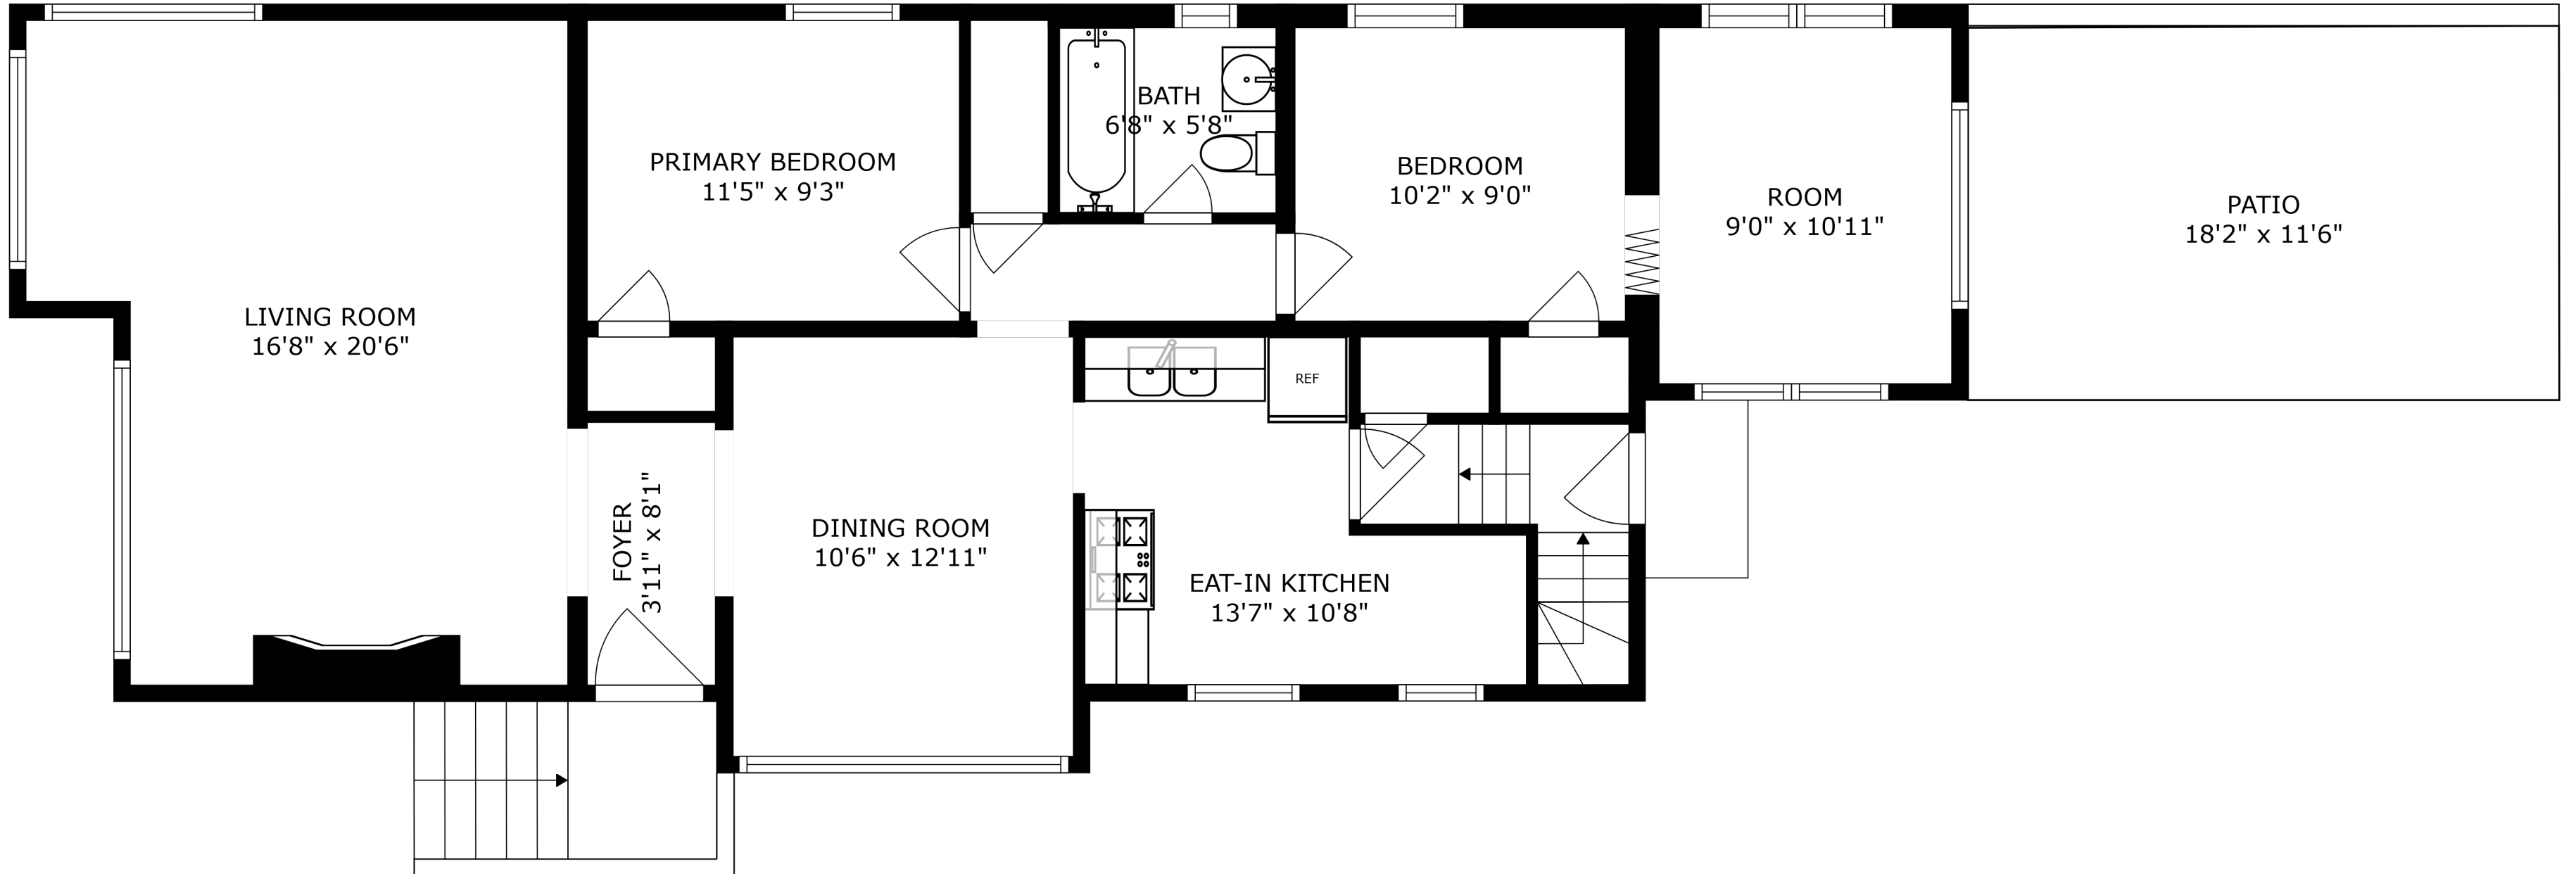 LIVING ROOM
16'8" x 20'6"
PRIMARY BEDROOM
11'5" x 9'3"
BATH
6'8" x 5'8"
BEDROOM
10'2" x 9'0"
ROOM
9'0" x 10'11"
PATIO
18'2" x 11'6"
FOYER
3'11" x 8'1"
DINING ROOM
10'6" x 12'11"
REF
EAT-IN KITCHEN
13'7" x 10'8"